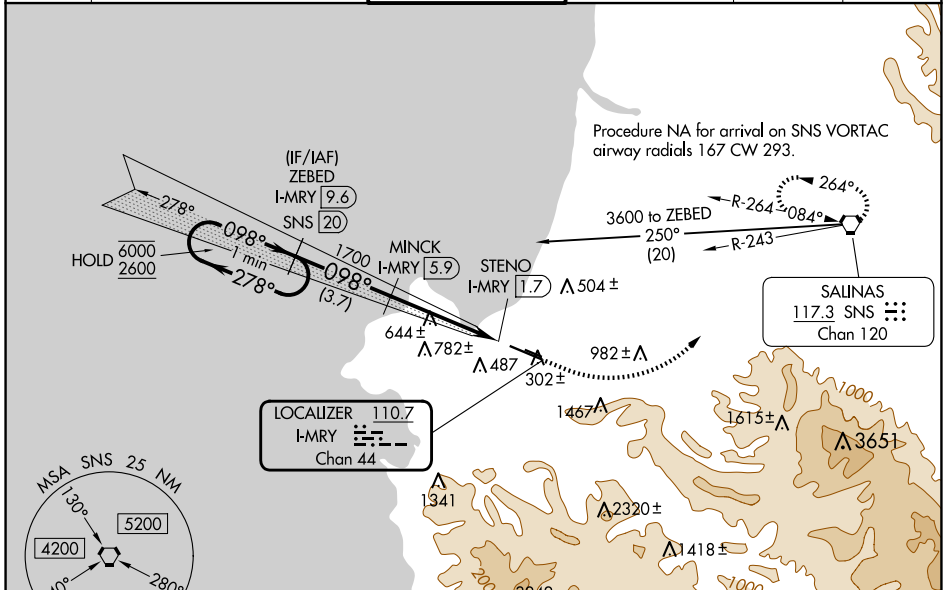 Procedure NA for arrival on SNS VORTAC
airway radials 167 CW 293.
(IF/IAF)
ZEBED
I-MRY 9.6
SNS 20
264°
R-264
084°
3600 to ZEBED
250°
(20)
R-243
278°
098°
1 min
278°
HOLD 6000
2600
1700
098°
(3.7)
MINCK
I-MRY 5.9
STENO
I-MRY 1.7
504±
SALINAS
117.3 SNS
Chan 120
644±
782±
487
302±
982±
LOCALIZER 110.7
I-MRY
Chan 44
1467
1615±
1000
3651
1341
2320±
1418±
1000
MSA SNS 25 NM
130°
5200
4200
280°